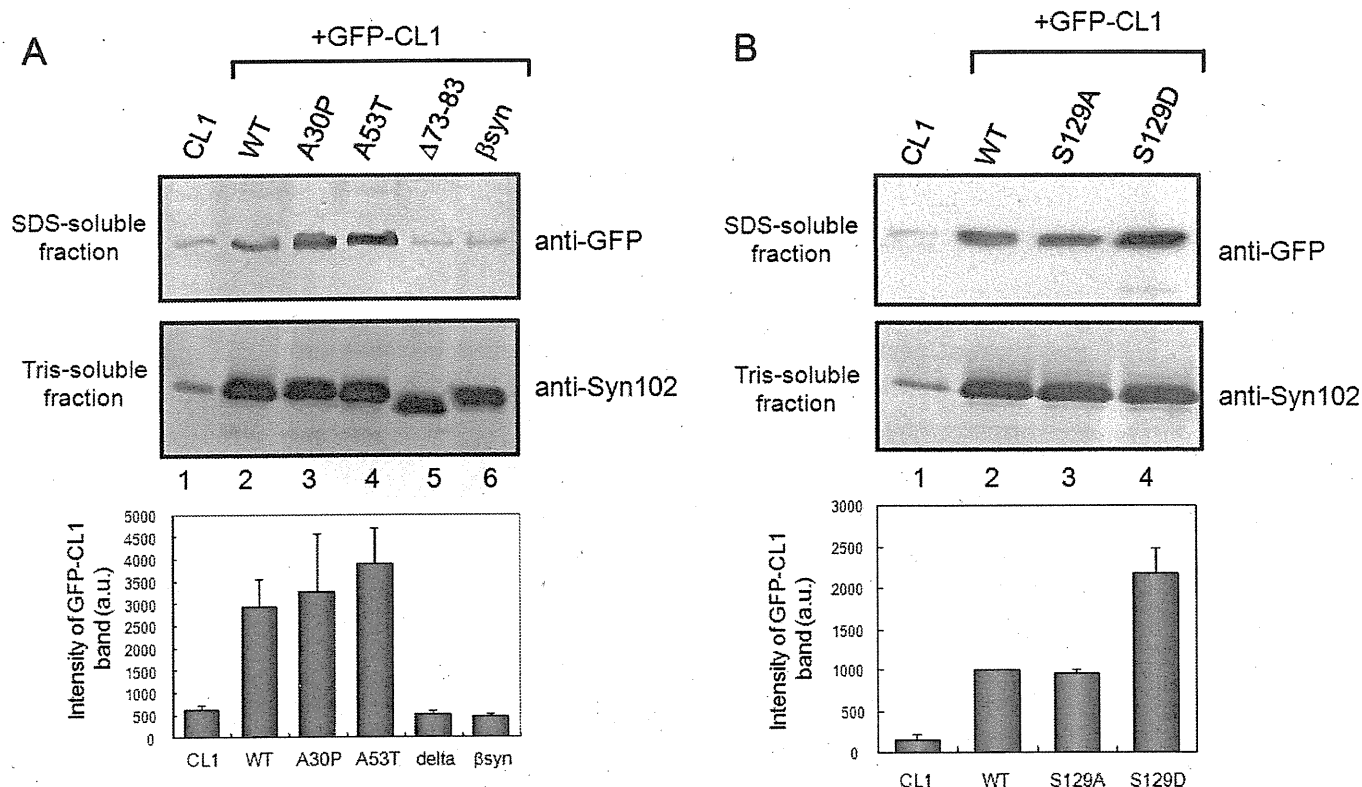 A
+GFP-CL1
CL1 WT A30P A53T Δ73-83 βsyn
SDS-soluble
fraction
anti-GFP
Tris-soluble
fraction
anti-Syn102
1 2 3 4 5 6
Intensity of GFP-CL1
band (a.u.)
5000
4500
4000
3500
3000
2500
2000
1500
1000
500
0
CL1 WT A30P A53T delta βsyn
B
+GFP-CL1
CL1 WT S129A S129D
SDS-soluble
fraction
anti-GFP
Tris-soluble
fraction
anti-Syn102
1 2 3 4
Intensity of GFP-CL1
band (a.u.)
3000
2500
2000
1500
1000
500
0
CL1 WT S129A S129D